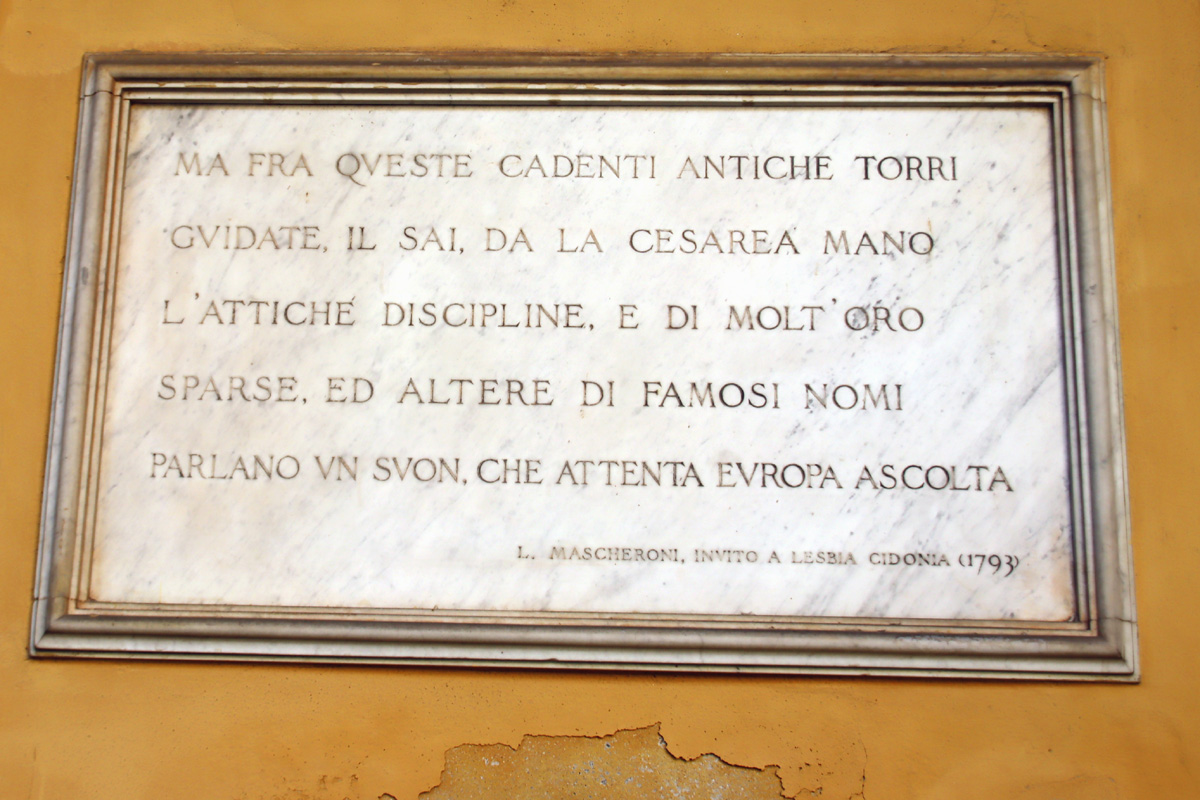 MA FRA QVESTE CADENTI ANTICHE TORRI
GVIDATE, IL SAI, DA LA CESAREA MANO
L'ATTICHE DISCIPLINE, E DI MOLT'ORO
SPARSE, ED ALTERE DI FAMOSI NOMI
PARLANO VN SVON, CHE ATTENTA EVROPA ASCOLTA
L. MASCHERONI, INVITO A LESBIA CIDONIA (1793)